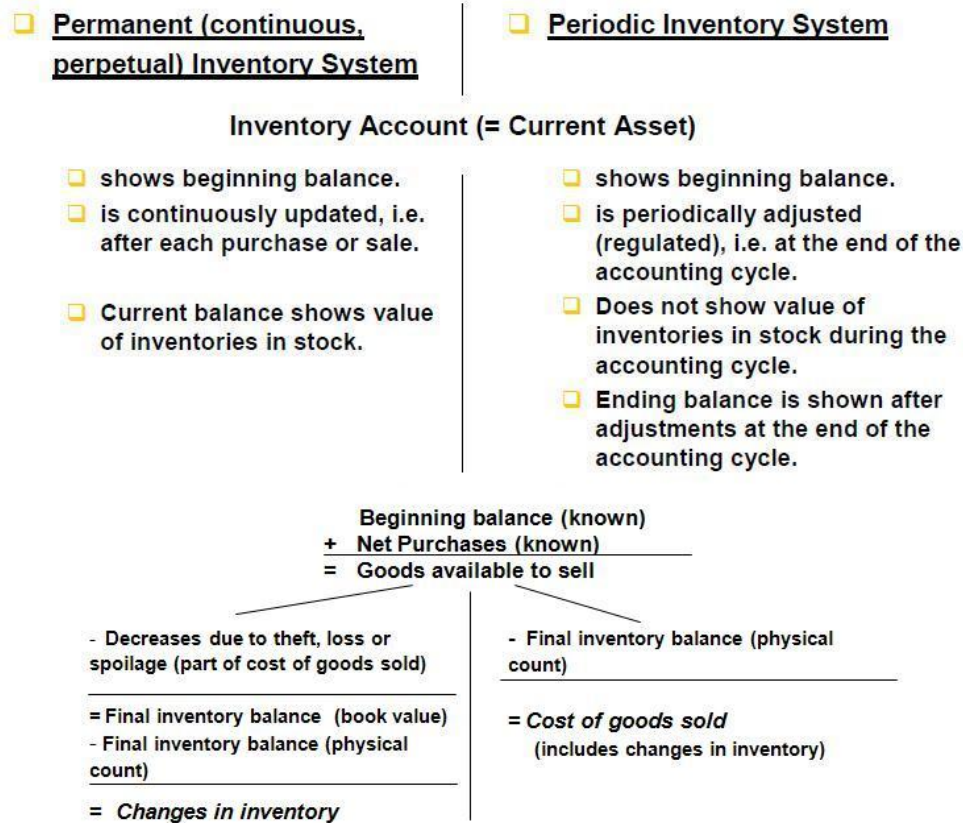 Permanent (continuous,
perpetual) Inventory System
Periodic Inventory System
Inventory Account (= Current Asset)
shows beginning balance.
is continuously updated, i.e.
after each purchase or sale.
Current balance shows value
of inventories in stock.
shows beginning balance.
is periodically adjusted
(regulated), i.e. at the end of the
accounting cycle.
Does not show value of
inventories in stock during the
accounting cycle.
Ending balance is shown after
adjustments at the end of the
accounting cycle.
Beginning balance (known)
+ Net Purchases (known)
= Goods available to sell
- Decreases due to theft, loss or
spoilage (part of cost of goods sold)
= Final inventory balance (book value)
- Final inventory balance (physical
count)
= Changes in inventory
- Final inventory balance (physical
count)
= Cost of goods sold
(includes changes in inventory)